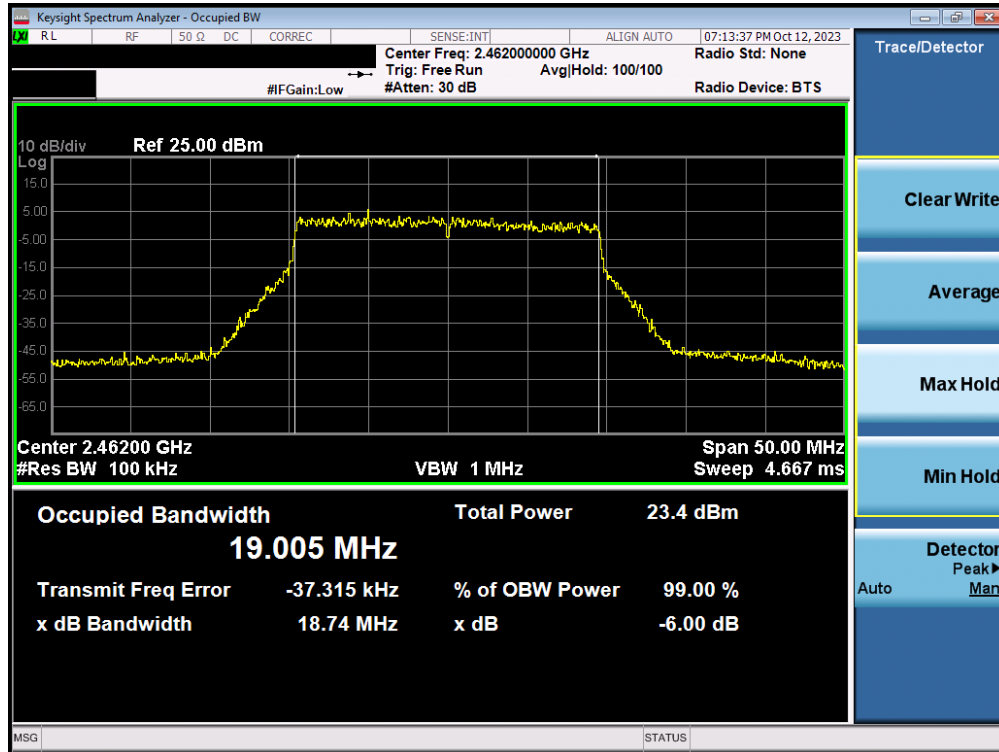 Keysight Spectrum Analyzer - Occupied BW
LXI RL RF 50 Ω DC CORREC SENSE:INT ALIGN AUTO 07:13:37 PM Oct 12, 2023
Center Freq: 2.462000000 GHz Radio Std: None
Trig: Free Run Avg|Hold: 100/100
#IFGain:Low #Atten: 30 dB Radio Device: BTS
Trace/Detector
10 dB/div Ref 25.00 dBm
Log
15.0
5.00
-5.00
-15.0
-25.0
-35.0
-45.0
-55.0
-65.0
Center 2.46200 GHz Span 50.00 MHz
#Res BW 100 kHz VBW 1 MHz Sweep 4.667 ms
Occupied Bandwidth Total Power 23.4 dBm
19.005 MHz
Transmit Freq Error -37.315 kHz % of OBW Power 99.00 %
x dB Bandwidth 18.74 MHz x dB -6.00 dB
Clear Write
Average
Max Hold
Min Hold
Detector
Peak▶
Auto Man
MSG STATUS